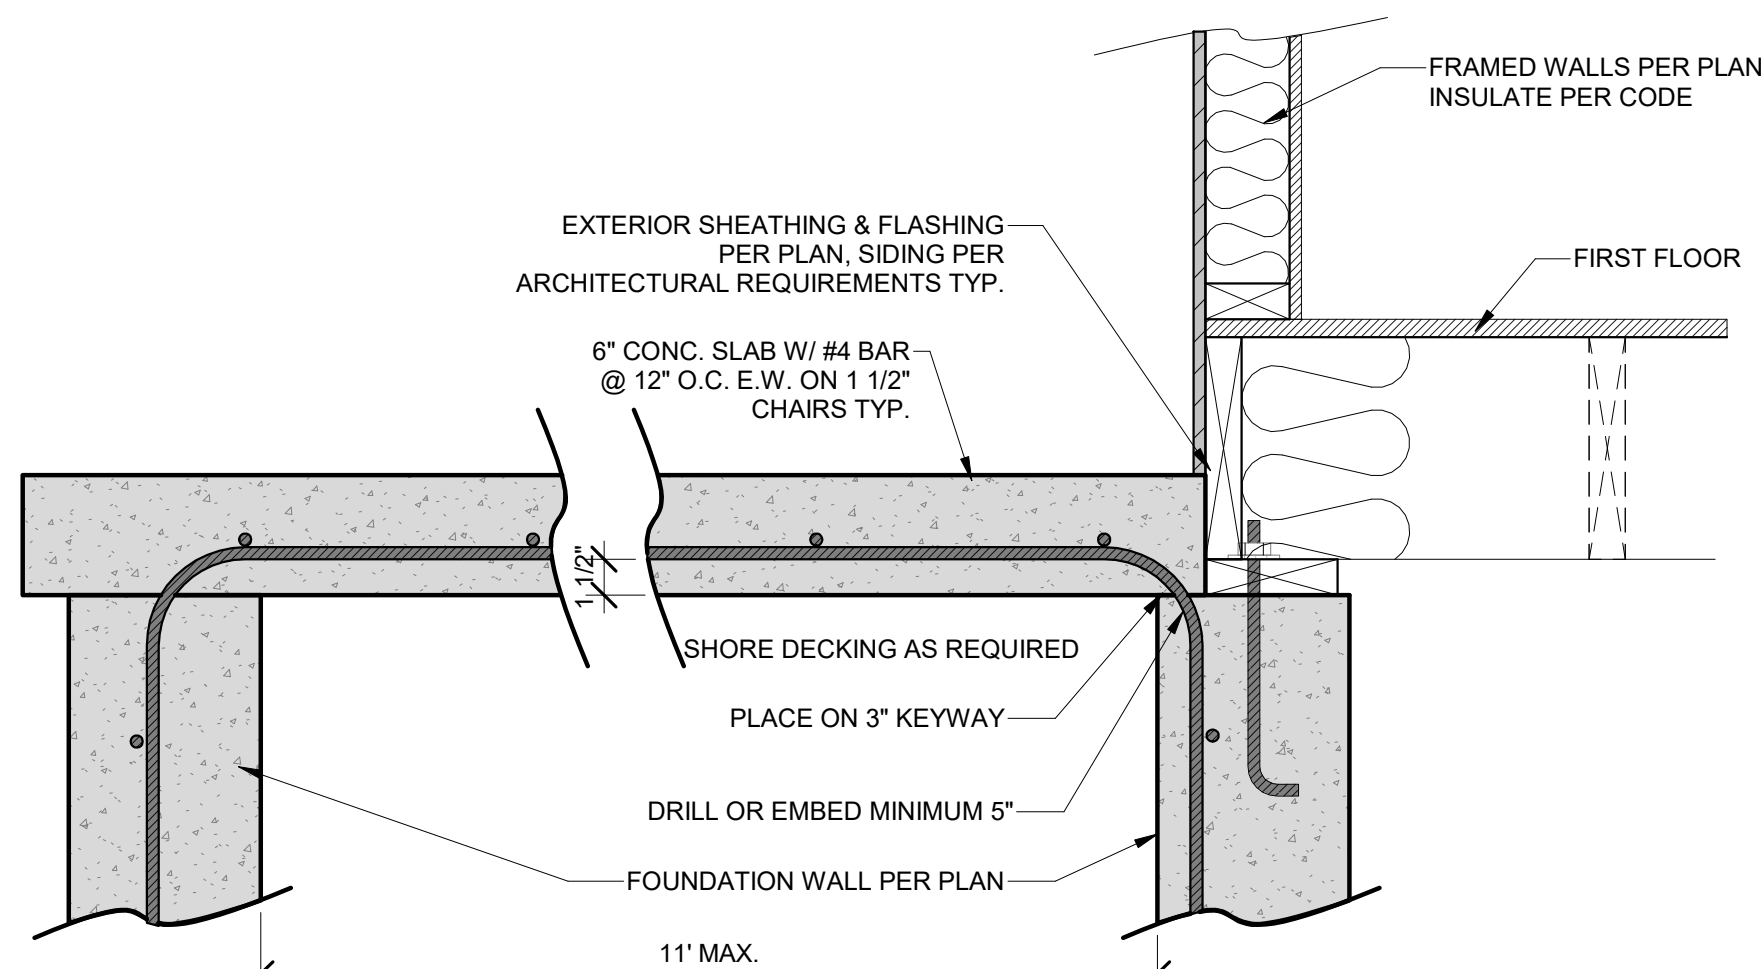 FRAMED WALLS PER PLAN
INSULATE PER CODE
EXTERIOR SHEATHING & FLASHING
PER PLAN, SIDING PER
ARCHITECTURAL REQUIREMENTS TYP.
FIRST FLOOR
6" CONC. SLAB W/ #4 BAR
@ 12" O.C. E.W. ON 1 1/2"
CHAIRS TYP.
1 1/2"
SHORE DECKING AS REQUIRED
PLACE ON 3" KEYWAY
DRILL OR EMBED MINIMUM 5"
FOUNDATION WALL PER PLAN
11' MAX.